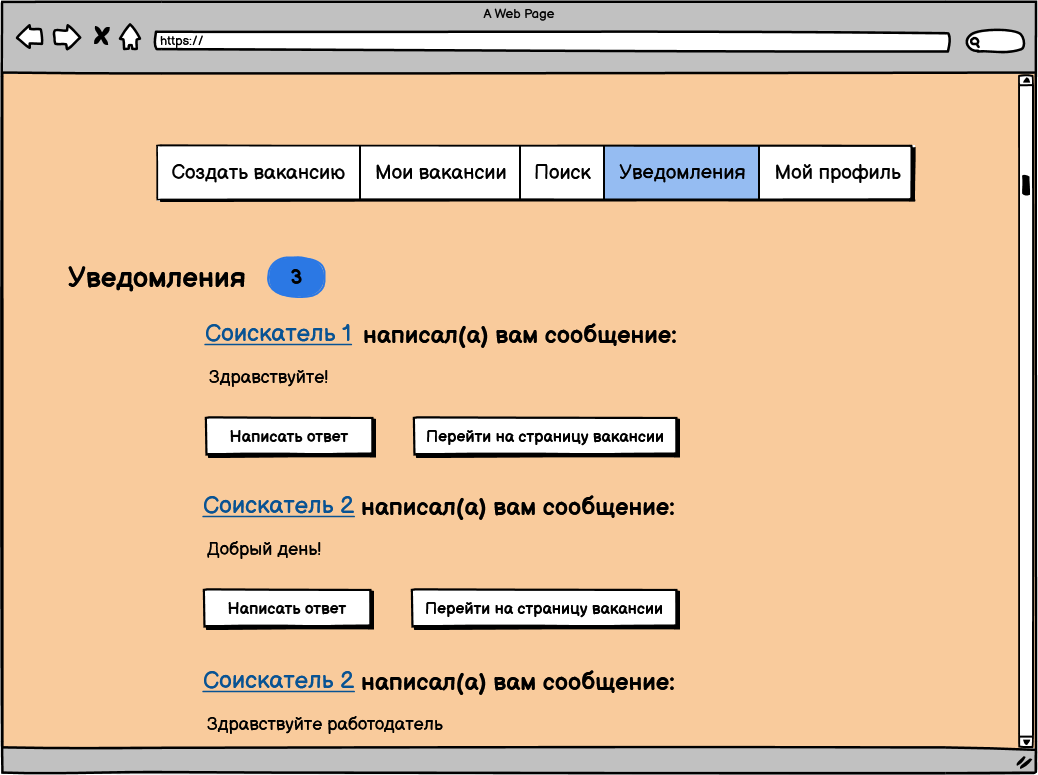 A Web Page
https://
Создать вакансию Мои вакансии Поиск Уведомления Мой профиль
Уведомления 3
Соискатель 1 написал(а) вам сообщение:
Здравствуйте!
Написать ответ Перейти на страницу вакансии
Соискатель 2 написал(а) вам сообщение:
Добрый день!
Написать ответ Перейти на страницу вакансии
Соискатель 2 написал(а) вам сообщение:
Здравствуйте работодатель